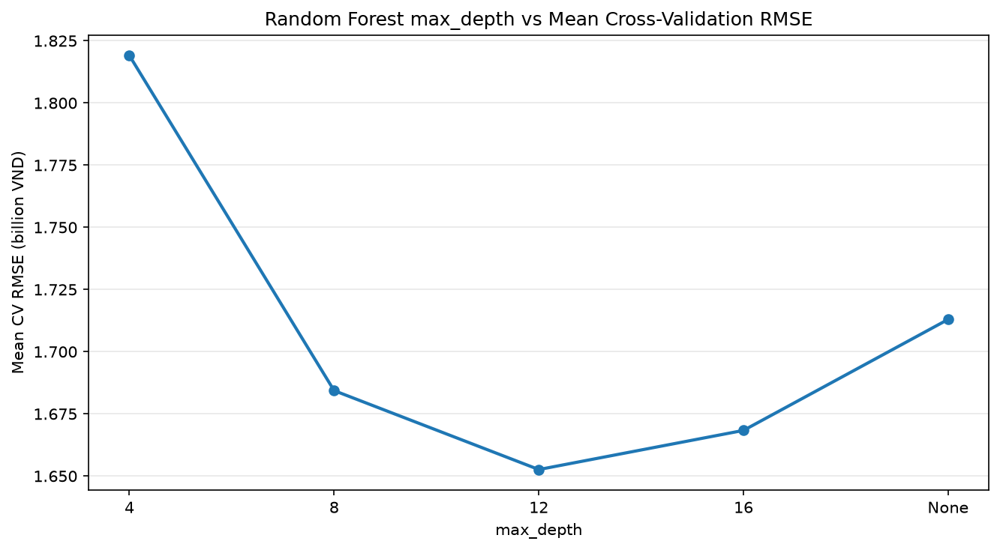 Random Forest max_depth vs Mean Cross-Validation RMSE
Mean CV RMSE (billion VND)
1.825
1.800
1.775
1.750
1.725
1.700
1.675
1.650
4 8 12 16 None
max_depth